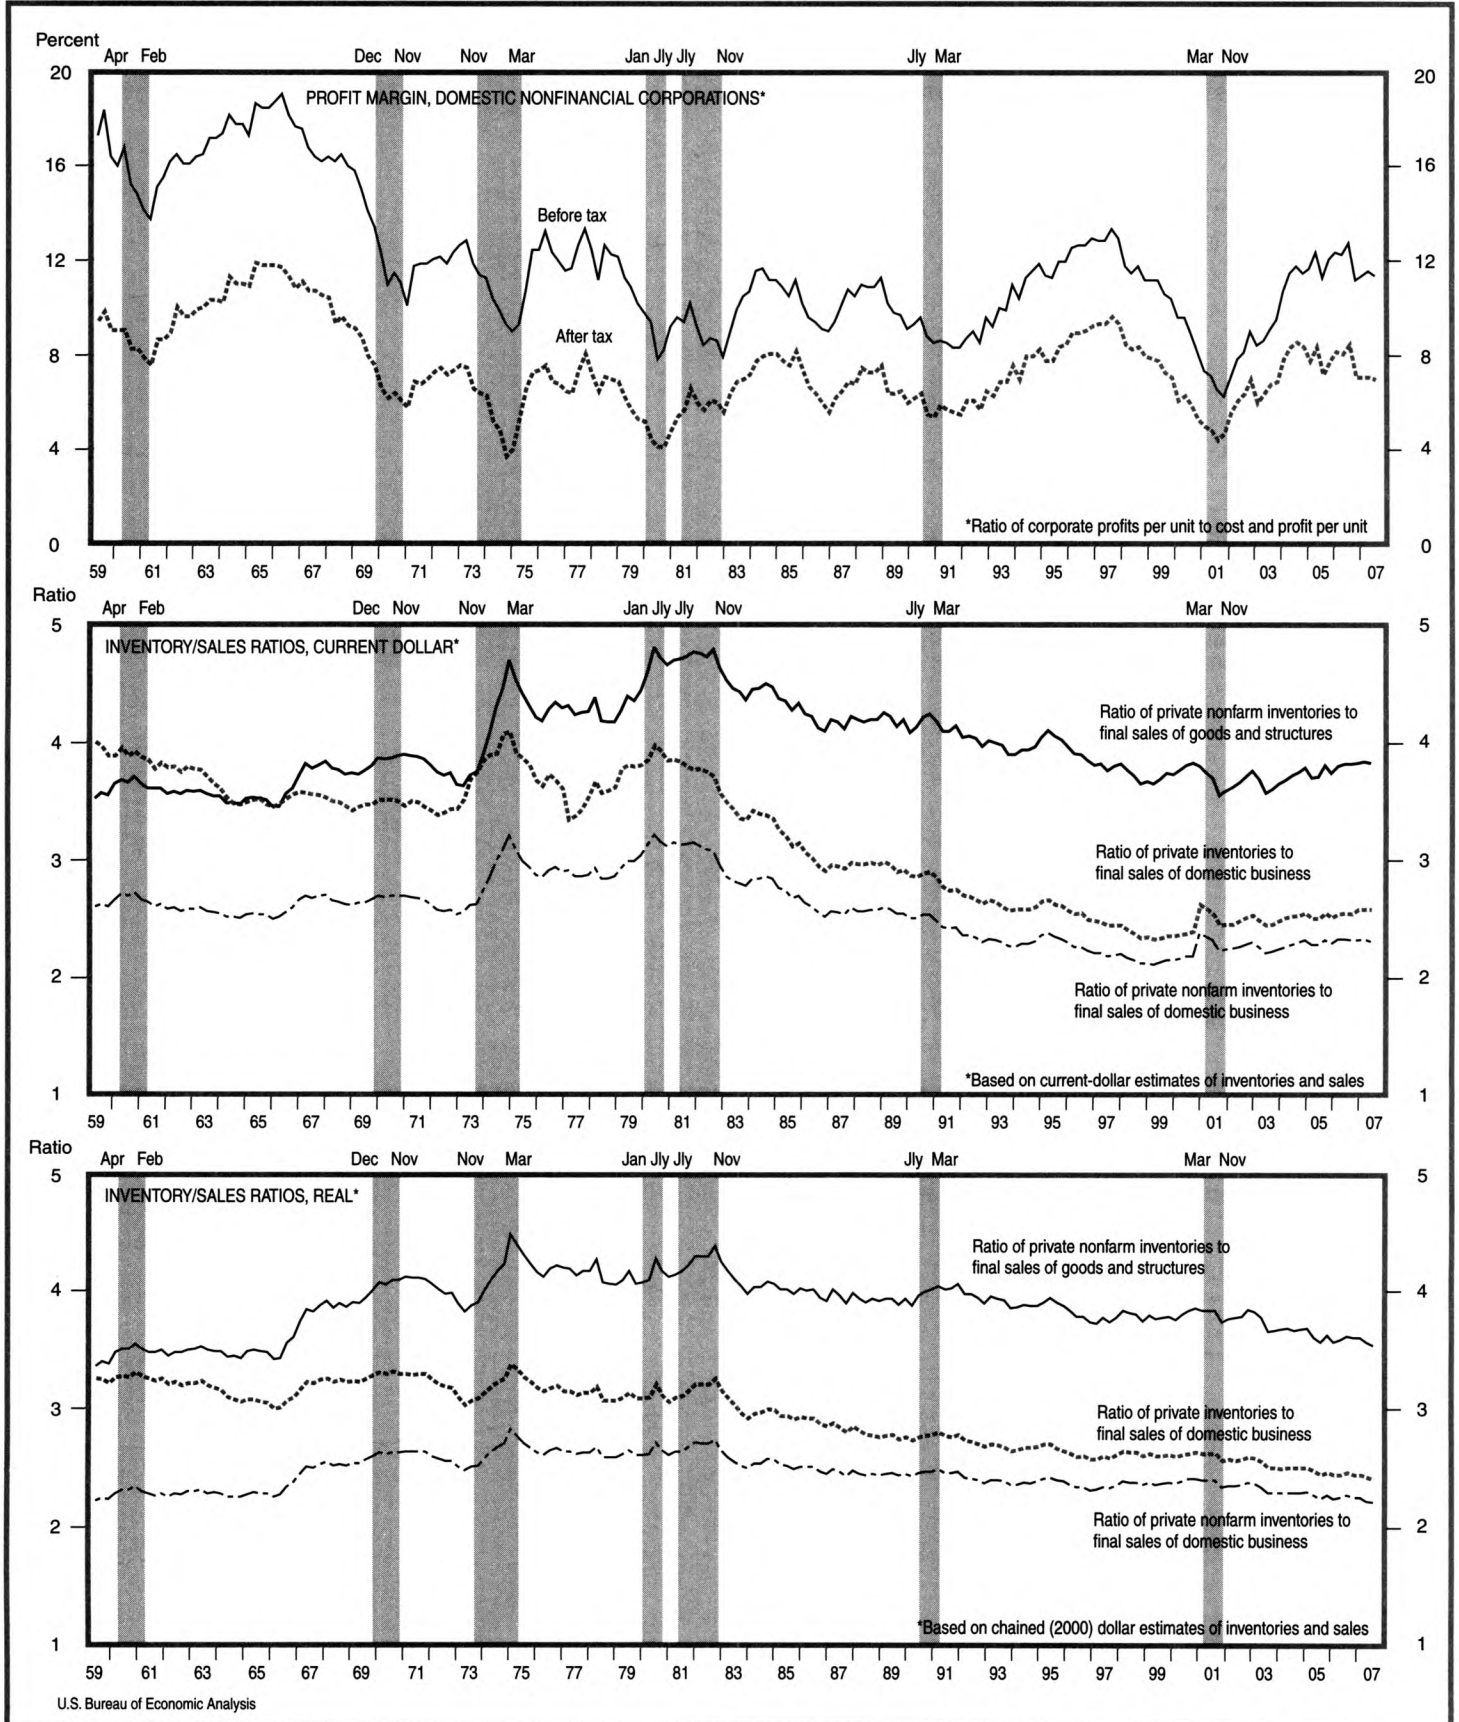 Percent
Apr Feb Dec Nov Nov Mar Jan Jly Jly Nov Jly Mar Mar Nov
20 20
PROFIT MARGIN, DOMESTIC NONFINANCIAL CORPORATIONS*
16 16
Before tax
12 12
After tax
8 8
4 4
*Ratio of corporate profits per unit to cost and profit per unit
0 0
59 61 63 65 67 69 71 73 75 77 79 81 83 85 87 89 91 93 95 97 99 01 03 05 07
Ratio
Apr Feb Dec Nov Nov Mar Jan Jly Jly Nov Jly Mar Mar Nov
5 5
INVENTORY/SALES RATIOS, CURRENT DOLLAR*
Ratio of private nonfarm inventories to
final sales of goods and structures
4 4
Ratio of private inventories to
3 3
final sales of domestic business
2 2
Ratio of private nonfarm inventories to
final sales of domestic business
*Based on current-dollar estimates of inventories and sales
1 1
59 61 63 65 67 69 71 73 75 77 79 81 83 85 87 89 91 93 95 97 99 01 03 05 07
Ratio
Apr Feb Dec Nov Nov Mar Jan Jly Jly Nov Jly Mar Mar Nov
5 5
INVENTORY/SALES RATIOS, REAL*
Ratio of private nonfarm inventories to
final sales of goods and structures
4 4
3 3
Ratio of private inventories to
final sales of domestic business
Ratio of private nonfarm inventories to
2 2
final sales of domestic business
*Based on chained (2000) dollar estimates of inventories and sales
1 1
59 61 63 65 67 69 71 73 75 77 79 81 83 85 87 89 91 93 95 97 99 01 03 05 07
U.S. Bureau of Economic Analysis